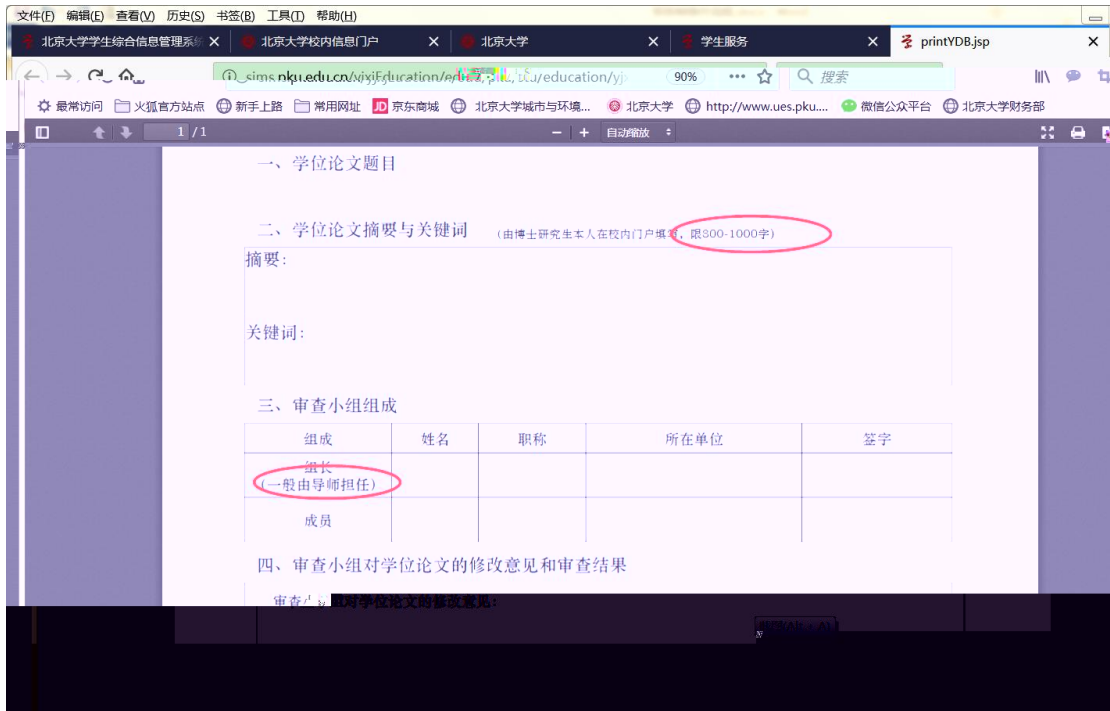 文件(F) 编辑(E) 查看(V) 历史(S) 书签(B) 工具(T) 帮助(H)
北京大学学生综合信息管理系统 北京大学校内信息门户 北京大学 学生服务 printYDB.jsp
90% 搜索
最常访问 火狐官方站点 新手上路 常用网址 JD 京东商城 北京大学城市与环境... 北京大学 http://www.ues.pku.... 微信公众平台 北京大学财务部
1 / 1 自动缩放
一、学位论文题目
二、学位论文摘要与关键词 (由博士研究生本人在校内门户填写，限800-1000字)
摘要：
关键词：
三、审查小组组成
组成 姓名 职称 所在单位 签字
组长
(一般由导师担任)
成员
四、审查小组对学位论文的修改意见和审查结果
审查小组对学位论文的修改意见：